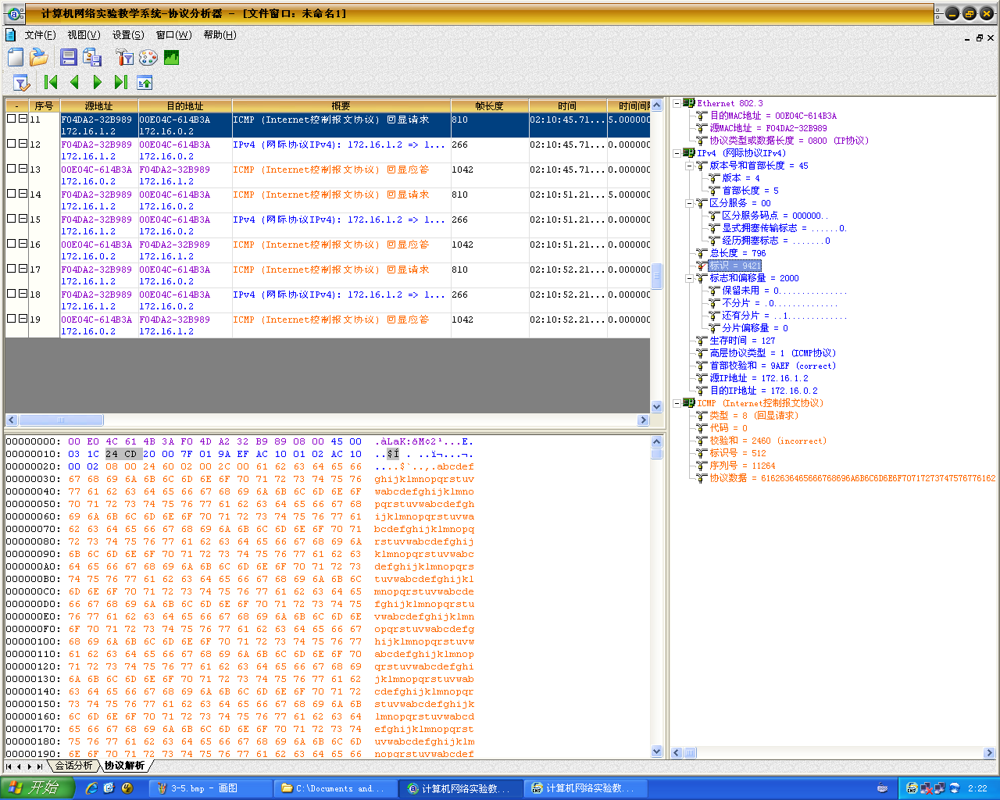 计算机网络实验教学系统-协议分析器 - [文件窗口: 未命名1]
文件(F) 视图(V) 设置(S) 窗口(W) 帮助(H)
- 序号 源地址 目的地址 概要 帧长度 时间 时间间隔
11 F04DA2-32B989 00E04C-614B3A ICMP (Internet控制报文协议) 回显请求 810 02:10:45.71... 5.000000
172.16.1.2 172.16.0.2
12 F04DA2-32B989 00E04C-614B3A IPv4 (网际协议IPv4): 172.16.1.2 => 1... 266 02:10:45.71... 0.000000
172.16.1.2 172.16.0.2
13 00E04C-614B3A F04DA2-32B989 ICMP (Internet控制报文协议) 回显应答 1042 02:10:45.71... 0.000000
172.16.0.2 172.16.1.2
14 F04DA2-32B989 00E04C-614B3A ICMP (Internet控制报文协议) 回显请求 810 02:10:51.21... 5.000000
172.16.1.2 172.16.0.2
15 F04DA2-32B989 00E04C-614B3A IPv4 (网际协议IPv4): 172.16.1.2 => 1... 266 02:10:51.21... 0.000000
172.16.1.2 172.16.0.2
16 00E04C-614B3A F04DA2-32B989 ICMP (Internet控制报文协议) 回显应答 1042 02:10:51.21... 0.000000
172.16.0.2 172.16.1.2
17 F04DA2-32B989 00E04C-614B3A ICMP (Internet控制报文协议) 回显请求 810 02:10:52.21... 0.000000
172.16.1.2 172.16.0.2
18 F04DA2-32B989 00E04C-614B3A IPv4 (网际协议IPv4): 172.16.1.2 => 1... 266 02:10:52.21... 0.000000
172.16.1.2 172.16.0.2
19 00E04C-614B3A F04DA2-32B989 ICMP (Internet控制报文协议) 回显应答 1042 02:10:52.21... 0.000000
172.16.0.2 172.16.1.2
Ethernet 802.3
目的MAC地址 = 00E04C-614B3A
源MAC地址 = F04DA2-32B989
协议类型或数据长度 = 0800 (IP协议)
IPv4 (网际协议IPv4)
版本号和首部长度 = 45
版本 = 4
首部长度 = 5
区分服务 = 00
区分服务码点 = 000000..
显式拥塞传输标志 = ......0.
经历拥塞标志 = .......0
总长度 = 796
标识 = 9421
标志和偏移量 = 2000
保留未用 = 0...............
不分片 = .0..............
还有分片 = ..1.............
分片偏移量 = 0
生存时间 = 127
高层协议类型 = 1 (ICMP协议)
首部校验和 = 9AEF (correct)
源IP地址 = 172.16.1.2
目的IP地址 = 172.16.0.2
ICMP (Internet控制报文协议)
类型 = 8 (回显请求)
代码 = 0
校验和 = 2460 (incorrect)
标识号 = 512
序列号 = 11264
协议数据 = 6162636465666768696A6B6C6D6E6F70717273747576776162
00000000: 00 E0 4C 61 4B 3A F0 4D A2 32 B9 89 08 00 45 00 .àLaK:ðM¢2¹...E.
00000010: 03 1C 24 CD 20 00 7F 01 9A EF AC 10 01 02 AC 10 ..$Í . ..ï¬...¬.
00000020: 00 02 08 00 24 60 02 00 2C 00 61 62 63 64 65 66 ....$`..,.abcdef
00000030: 67 68 69 6A 6B 6C 6D 6E 6F 70 71 72 73 74 75 76 ghijklmnopqrstuv
00000040: 77 61 62 63 64 65 66 67 68 69 6A 6B 6C 6D 6E 6F wabcdefghijklmno
00000050: 70 71 72 73 74 75 76 77 61 62 63 64 65 66 67 68 pqrstuvwabcdefgh
00000060: 69 6A 6B 6C 6D 6E 6F 70 71 72 73 74 75 76 77 61 ijklmnopqrstuvwa
00000070: 62 63 64 65 66 67 68 69 6A 6B 6C 6D 6E 6F 70 71 bcdefghijklmnopq
00000080: 72 73 74 75 76 77 61 62 63 64 65 66 67 68 69 6A rstuvwabcdefghij
00000090: 6B 6C 6D 6E 6F 70 71 72 73 74 75 76 77 61 62 63 klmnopqrstuvwabc
000000A0: 64 65 66 67 68 69 6A 6B 6C 6D 6E 6F 70 71 72 73 defghijklmnopqrs
000000B0: 74 75 76 77 61 62 63 64 65 66 67 68 69 6A 6B 6C tuvwabcdefghijkl
000000C0: 6D 6E 6F 70 71 72 73 74 75 76 77 61 62 63 64 65 mnopqrstuvwabcde
000000D0: 66 67 68 69 6A 6B 6C 6D 6E 6F 70 71 72 73 74 75 fghijklmnopqrstu
000000E0: 76 77 61 62 63 64 65 66 67 68 69 6A 6B 6C 6D 6E vwabcdefghijklmn
000000F0: 6F 70 71 72 73 74 75 76 77 61 62 63 64 65 66 67 opqrstuvwabcdefg
00000100: 68 69 6A 6B 6C 6D 6E 6F 70 71 72 73 74 75 76 77 hijklmnopqrstuvw
00000110: 61 62 63 64 65 66 67 68 69 6A 6B 6C 6D 6E 6F 70 abcdefghijklmnop
00000120: 71 72 73 74 75 76 77 61 62 63 64 65 66 67 68 69 qrstuvwabcdefghi
00000130: 6A 6B 6C 6D 6E 6F 70 71 72 73 74 75 76 77 61 62 jklmnopqrstuvwab
00000140: 63 64 65 66 67 68 69 6A 6B 6C 6D 6E 6F 70 71 72 cdefghijklmnopqr
00000150: 73 74 75 76 77 61 62 63 64 65 66 67 68 69 6A 6B stuvwabcdefghijk
00000160: 6C 6D 6E 6F 70 71 72 73 74 75 76 77 61 62 63 64 lmnopqrstuvwabcd
00000170: 65 66 67 68 69 6A 6B 6C 6D 6E 6F 70 71 72 73 74 efghijklmnopqrst
00000180: 75 76 77 61 62 63 64 65 66 67 68 69 6A 6B 6C 6D uvwabcdefghijklm
00000190: 6E 6F 70 71 72 73 74 75 76 77 61 62 63 64 65 66 nopqrstuvwabcdef
会话分析 协议解析
开始 3-5.bmp - 画图 C:\Documents and... 计算机网络实验教... 计算机网络实验教... 2:22